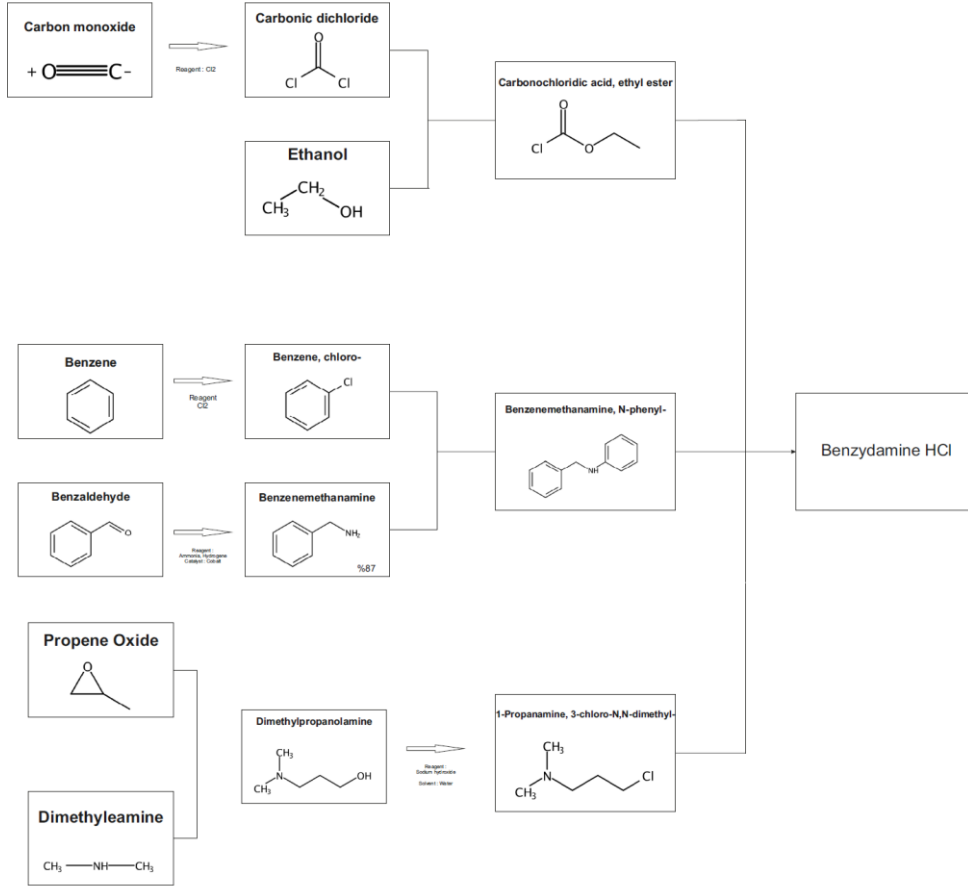 Carbon monoxide
+ O C-
Reagent : Cl2
Carbonic dichloride
O
Cl Cl
Ethanol
CH3 CH2 OH
Carbonochloridic acid, ethyl ester
O
Cl O
Benzene
Reagent
Cl2
Benzene, chloro-
Cl
Benzaldehyde
O
Reagent :
Ammonia, Hydrogene
Catalyst : Cobalt
Benzenemethanamine
NH2
%87
Benzenemethanamine, N-phenyl-
NH
Benzydamine HCl
Propene Oxide
O
Dimethyleamine
CH3 NH CH3
Dimethylpropanolamine
CH3
N OH
CH3
Reagent :
Sodium hydroxide
Solvent : Water
1-Propanamine, 3-chloro-N,N-dimethyl-
CH3
N Cl
CH3